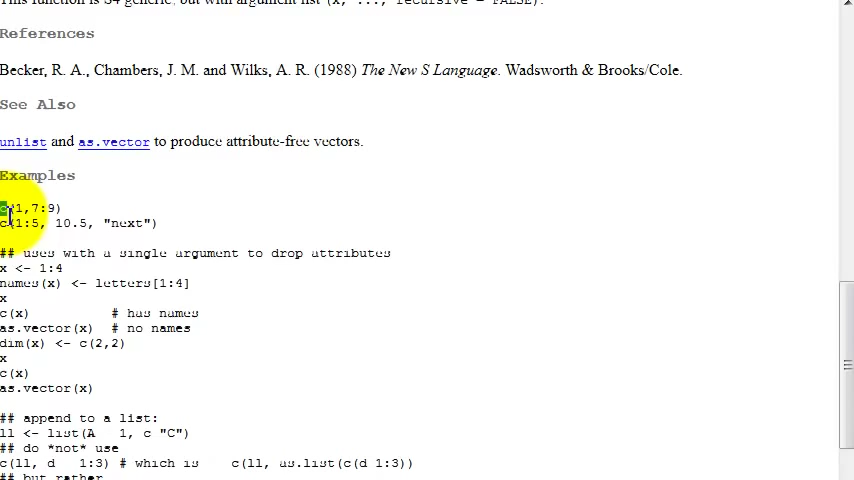 This function is S4 generic, but with argument list (x, ..., recursive = FALSE).
References
Becker, R. A., Chambers, J. M. and Wilks, A. R. (1988) The New S Language. Wadsworth & Brooks/Cole.
See Also
unlist and as.vector to produce attribute-free vectors.
Examples
c(1,7:9)
c(1:5, 10.5, "next")
## uses with a single argument to drop attributes
x <- 1:4
names(x) <- letters[1:4]
x
c(x) # has names
as.vector(x) # no names
dim(x) <- c(2,2)
x
c(x)
as.vector(x)
## append to a list:
ll <- list(A 1, c "C")
## do *not* use
c(ll, d 1:3) # which is c(ll, as.list(c(d 1:3))
## but rather